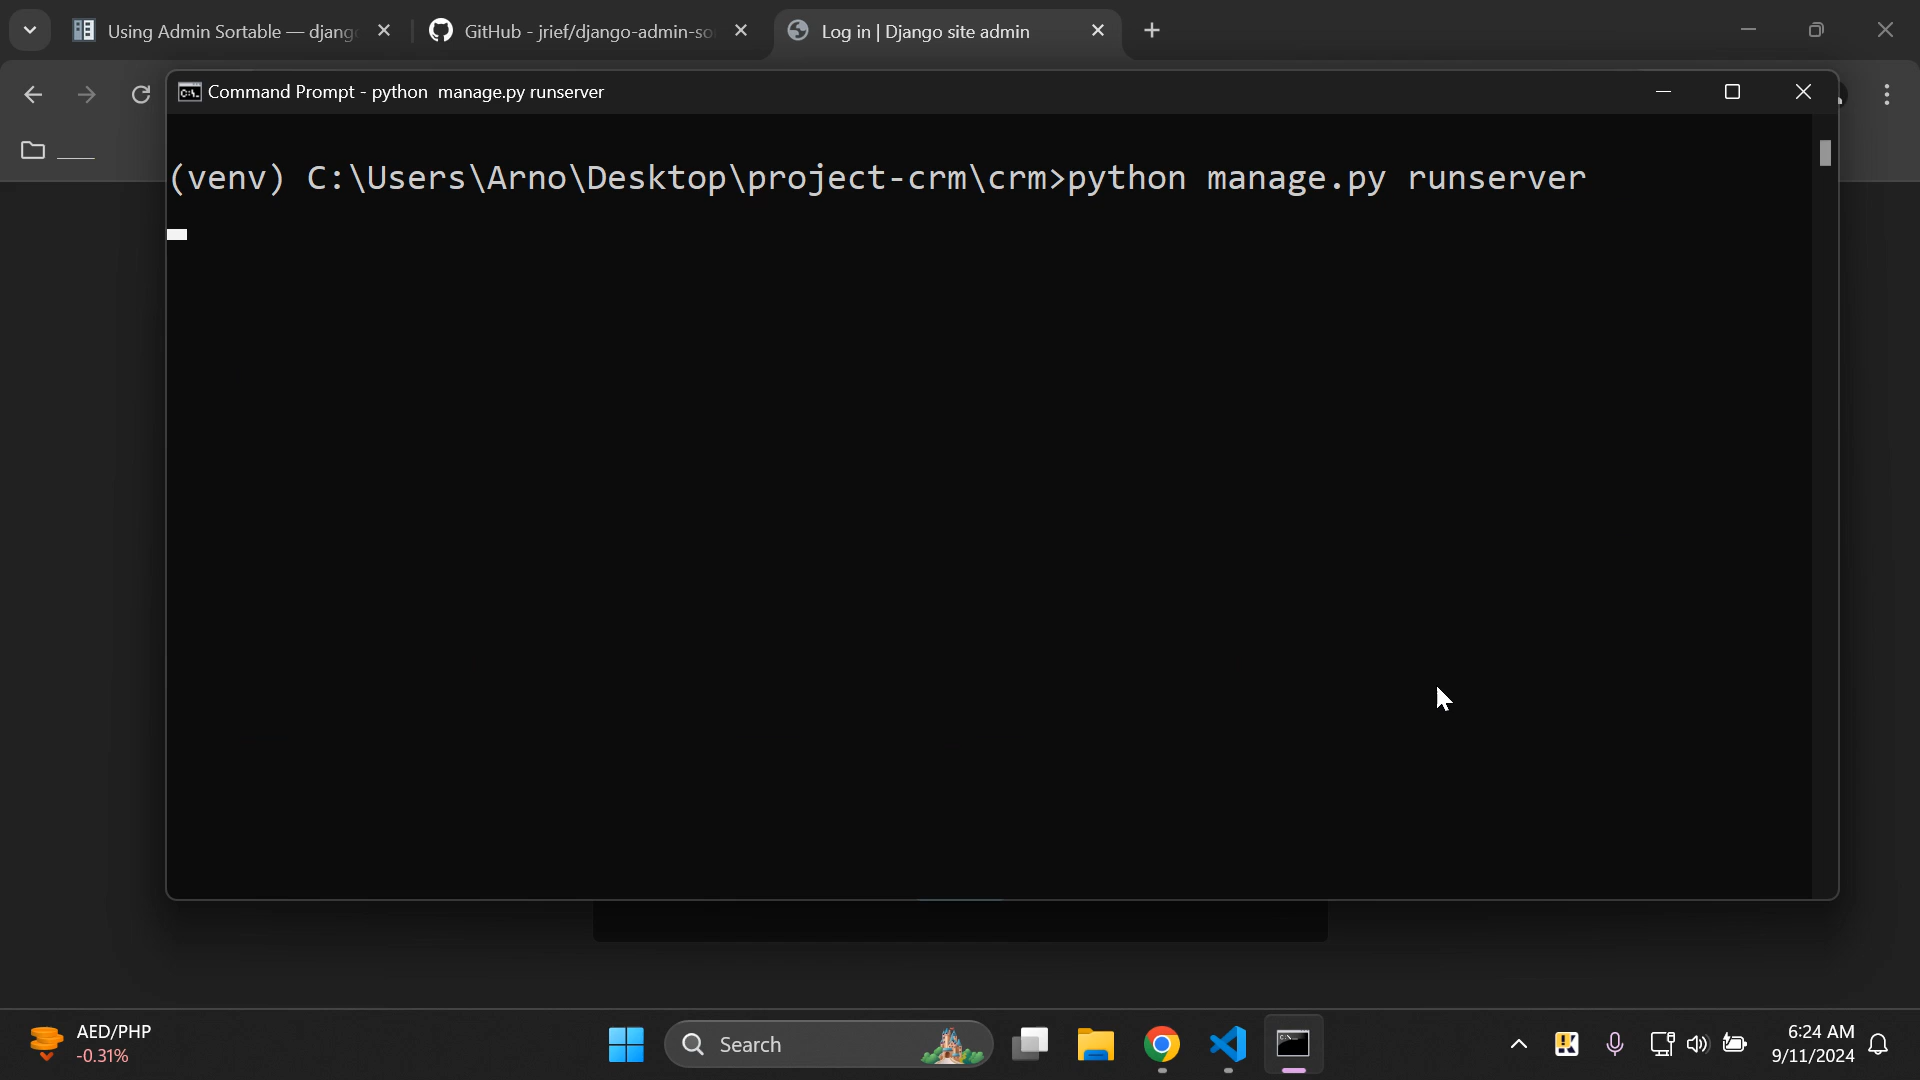 Using Admin Sortable — djang
GitHub - jrief/django-admin-so
Log in | Django site admin
Command Prompt - python manage.py runserver
(venv) C:\Users\Arno\Desktop\project-crm\crm>python manage.py runserver
AED/PHP
-0.31%
Search
6:24 AM
9/11/2024